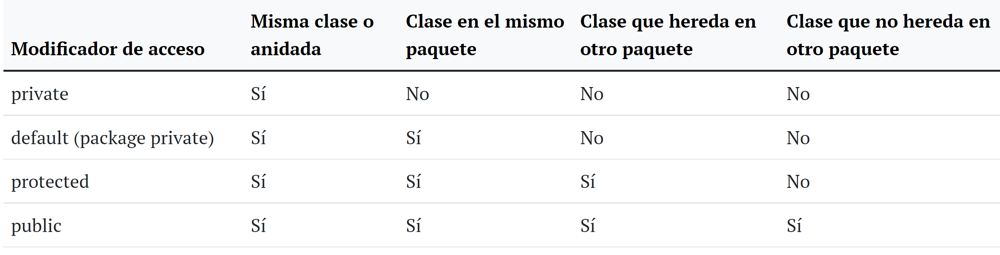 Modificador de acceso Misma clase o anidada Clase en el mismo paquete Clase que hereda en otro paquete Clase que no hereda en otro paquete
private Sí No No No
default (package private) Sí Sí No No
protected Sí Sí Sí No
public Sí Sí Sí Sí